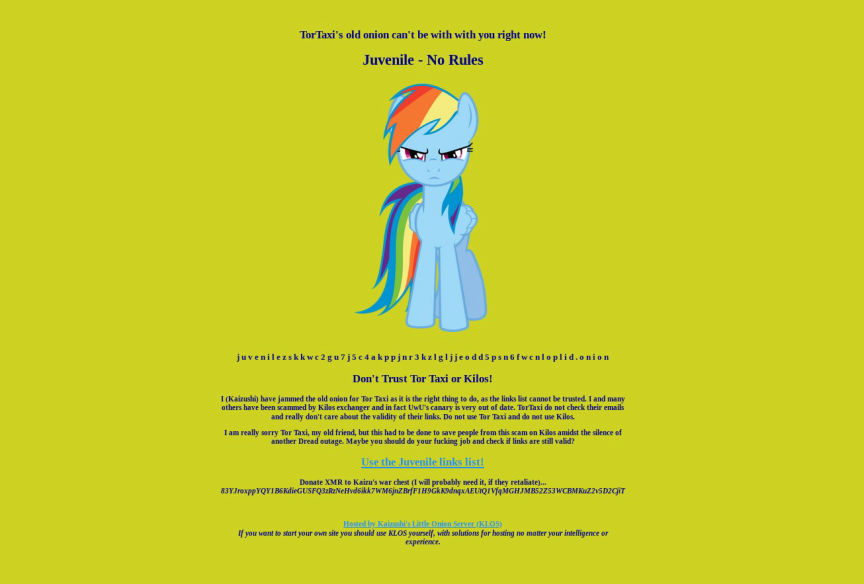 TorTaxi's old onion can't be with with you right now!
Juvenile - No Rules
Don't Trust Tor Taxi or Kilos!
I (Kaizushi) have jammed the old onion for Tor Taxi as it is the right thing to do, as the links list cannot be trusted. I and many
others have been scammed by Kilos exchanger and in fact UwU's canary is very out of date. TorTaxi do not check their emails
and really don't care about the validity of their links. Do not use Tor Taxi and do not use Kilos.
I am really sorry Tor Taxi, my old friend, but this had to be done to save people from this scam on Kilos amidst the silence of
another Dread outage. Maybe you should do your fucking job and check if links are still valid?
Use the Juvenile links list!
Donate XMR to Kaizu's war chest (I will probably need it, if they retaliate)...
Hosted by Kaizushi's Little Onion Server (KLOS)
If you want to start your own site you should use KLOS yourself, with solutions for hosting no matter your intelligence or
experience.